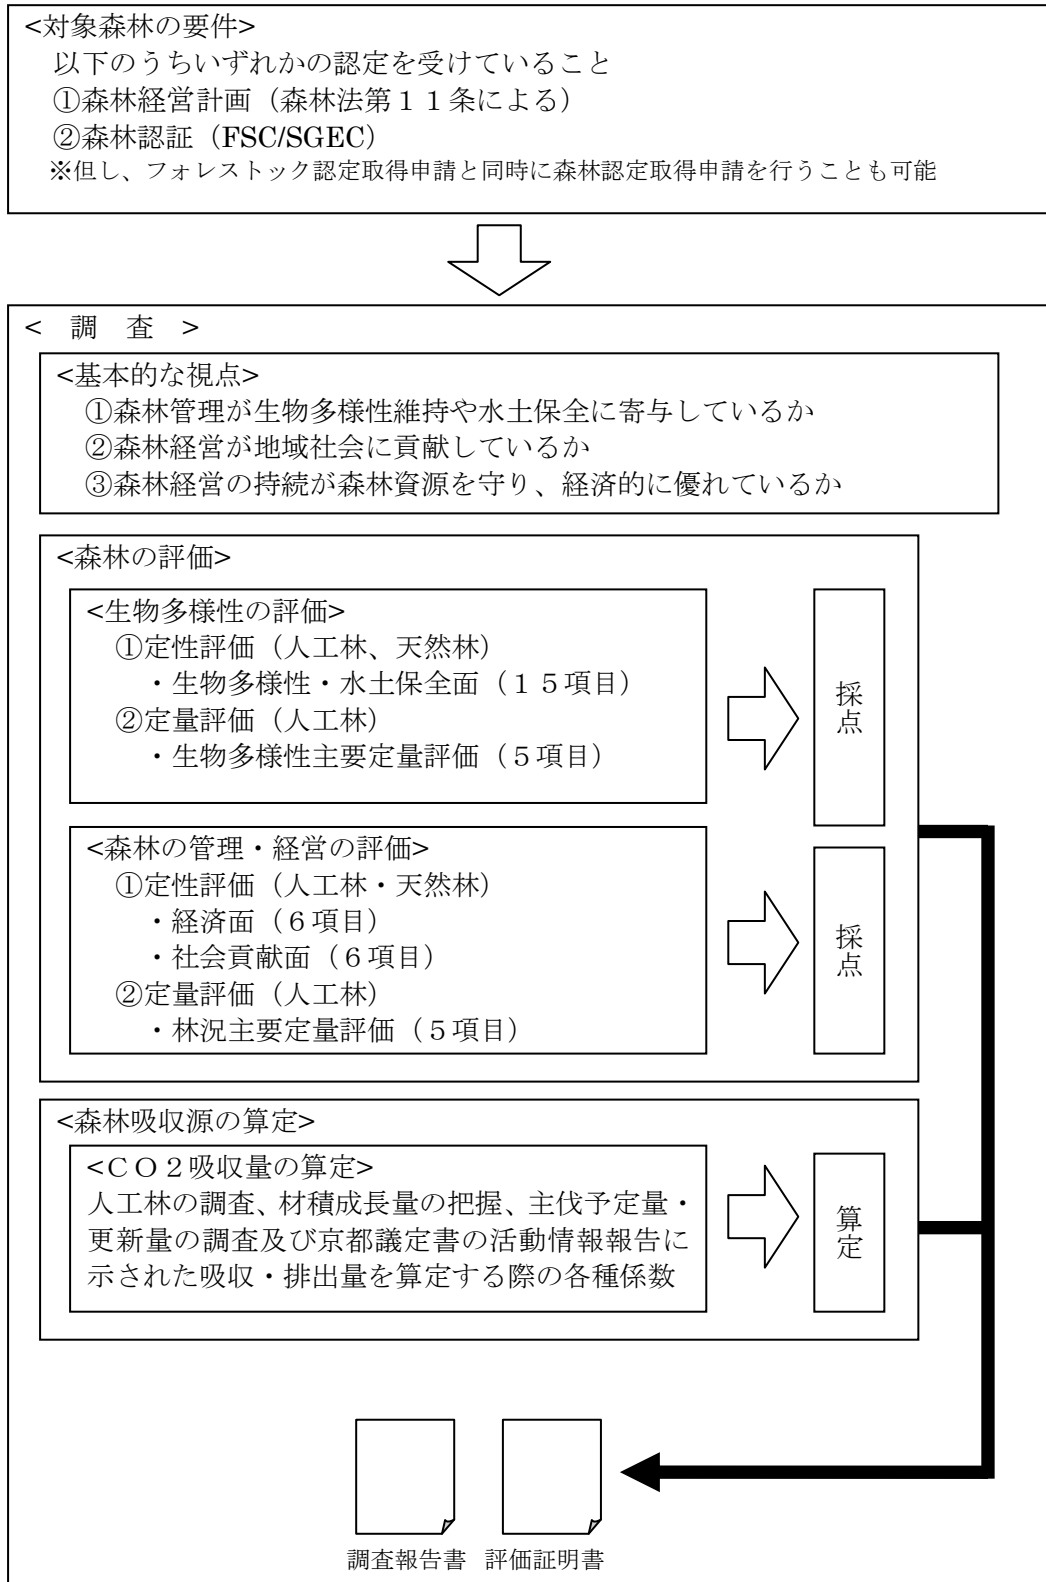 <対象森林の要件>
以下のうちいずれかの認定を受けていること
①森林経営計画（森林法第１１条による）
②森林認証（FSC/SGEC）
※但し、フォレストック認定取得申請と同時に森林認定取得申請を行うことも可能
<　調　査　>
<基本的な視点>
①森林管理が生物多様性維持や水土保全に寄与しているか
②森林経営が地域社会に貢献しているか
③森林経営の持続が森林資源を守り、経済的に優れているか
<森林の評価>
<生物多様性の評価>
①定性評価（人工林、天然林）
・生物多様性・水土保全面（１５項目）
②定量評価（人工林）
・生物多様性主要定量評価（５項目）
採点
<森林の管理・経営の評価>
①定性評価（人工林・天然林）
・経済面（６項目）
・社会貢献面（６項目）
②定量評価（人工林）
・林況主要定量評価（５項目）
採点
<森林吸収源の算定>
<ＣＯ２吸収量の算定>
人工林の調査、材積成長量の把握、主伐予定量・
更新量の調査及び京都議定書の活動情報報告に
示された吸収・排出量を算定する際の各種係数
算定
調査報告書
評価証明書